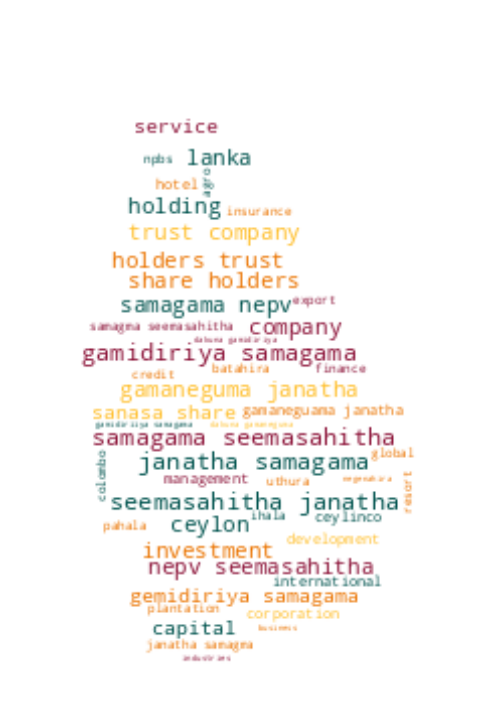 service
npbs lanka
hotel agro
holding insurance
trust company
holders trust
share holders
samagama nepv export
samagma seemasahitha company
dakuna gamidiriya
gamidiriya samagama
credit batahira finance
gamaneguma janatha
sanasa share gamaneguama janatha
gamidiriiya samagama dakuna gamaneguma
samagama seemasahitha
colombo janatha samagama global
management uthura negenahira resort
seemasahitha janatha
pahala ceylon ihala ceylinco
development
investment
nepv seemasahitha
international
gemidiriya samagama
plantation corporation
capital business
janatha samagma
industries